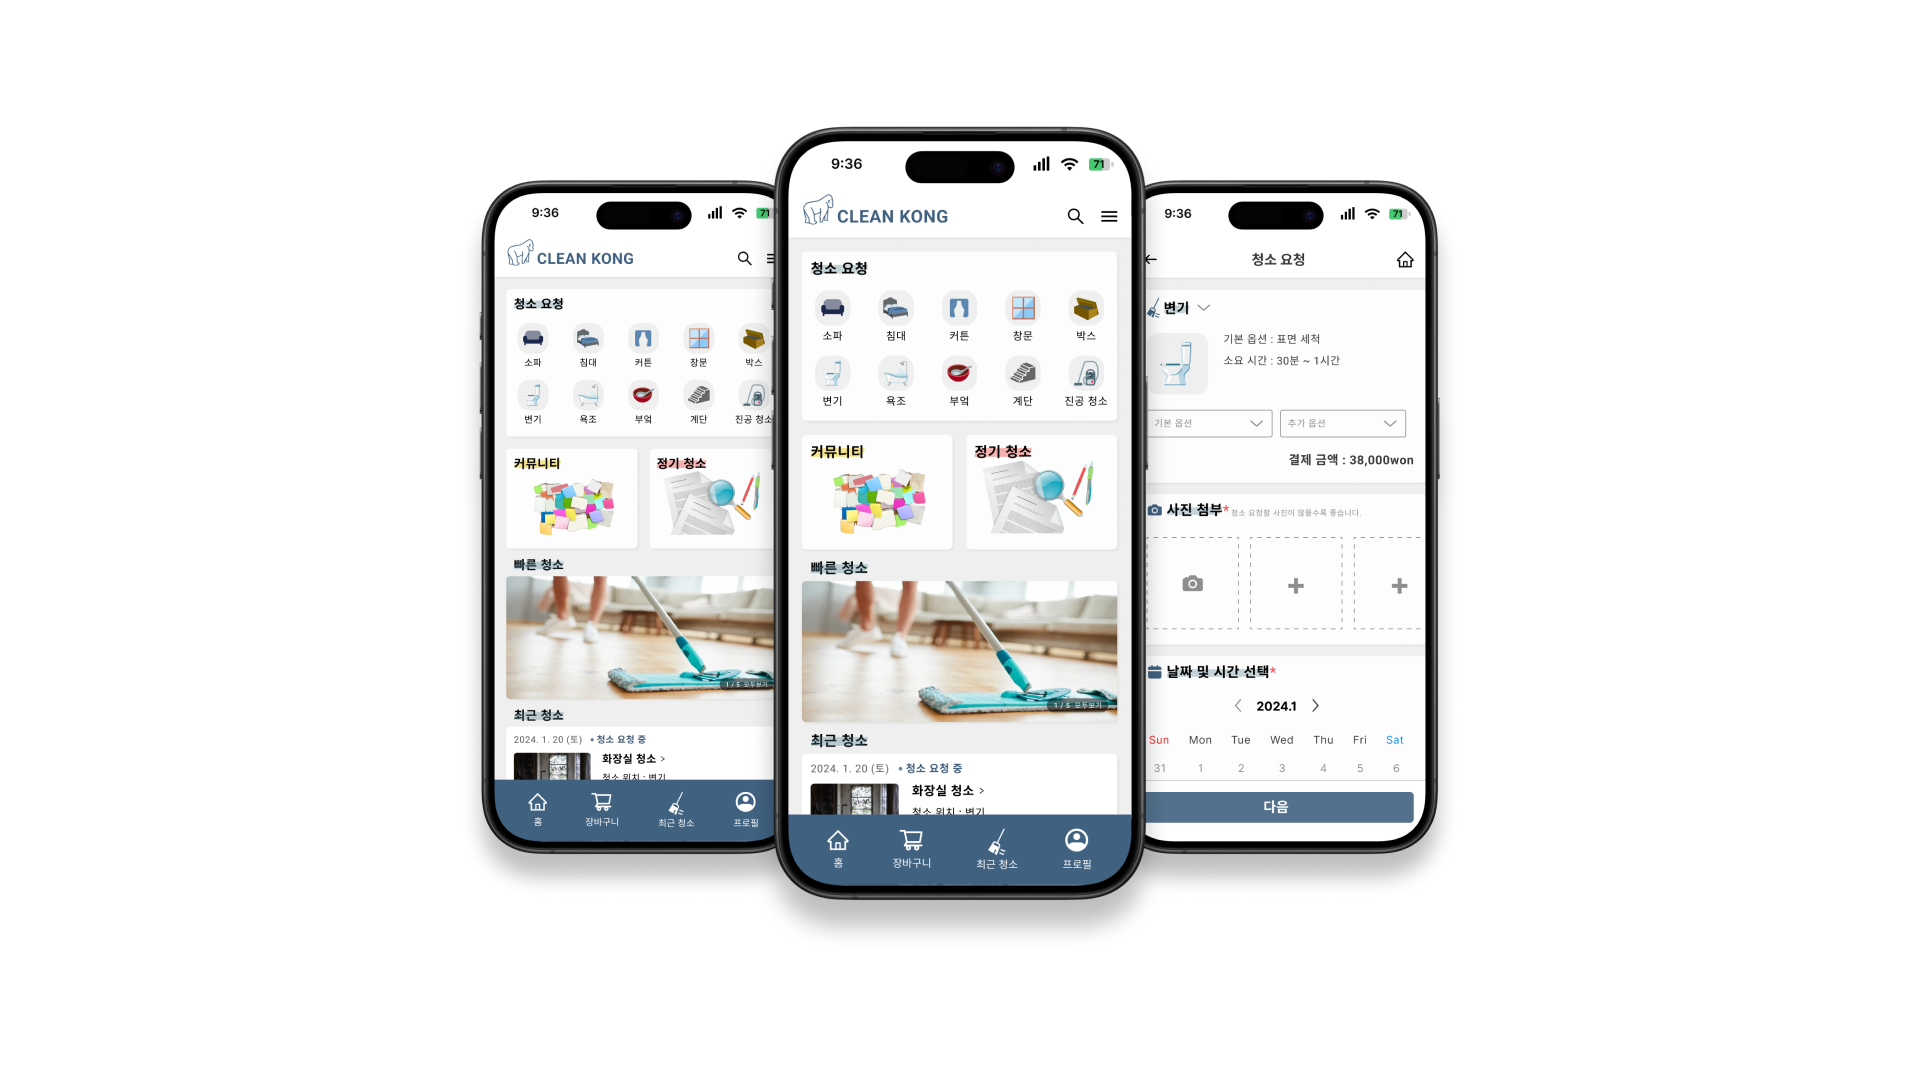 9:36
71
CLEAN KONG
청소 요청
소파 침대 커튼 창문 박스
변기 욕조 부엌 계단 진공 청소
커뮤니티 정기 청소
빠른 청소
1 / 5 모두보기
최근 청소
2024. 1. 20 (토) • 청소 요청 중
화장실 청소 >
청소 위치 : 변기
홈 장바구니 최근 청소 프로필
9:36
71
CLEAN KONG
청소 요청
소파 침대 커튼 창문 박스
변기 욕조 부엌 계단 진공 청소
커뮤니티 정기 청소
빠른 청소
1 / 5 모두보기
최근 청소
2024. 1. 20 (토) • 청소 요청 중
화장실 청소 >
청소 위치 : 변기
홈 장바구니 최근 청소 프로필
9:36
71
청소 요청
변기
기본 옵션 : 표면 세척
소요 시간 : 30분 ~ 1시간
기본 옵션 추가 옵션
결제 금액 : 38,000won
사진 첨부* 청소 요청할 사진이 많을수록 좋습니다.
날짜 및 시간 선택*
2024.1
Sun Mon Tue Wed Thu Fri Sat
31 1 2 3 4 5 6
다음